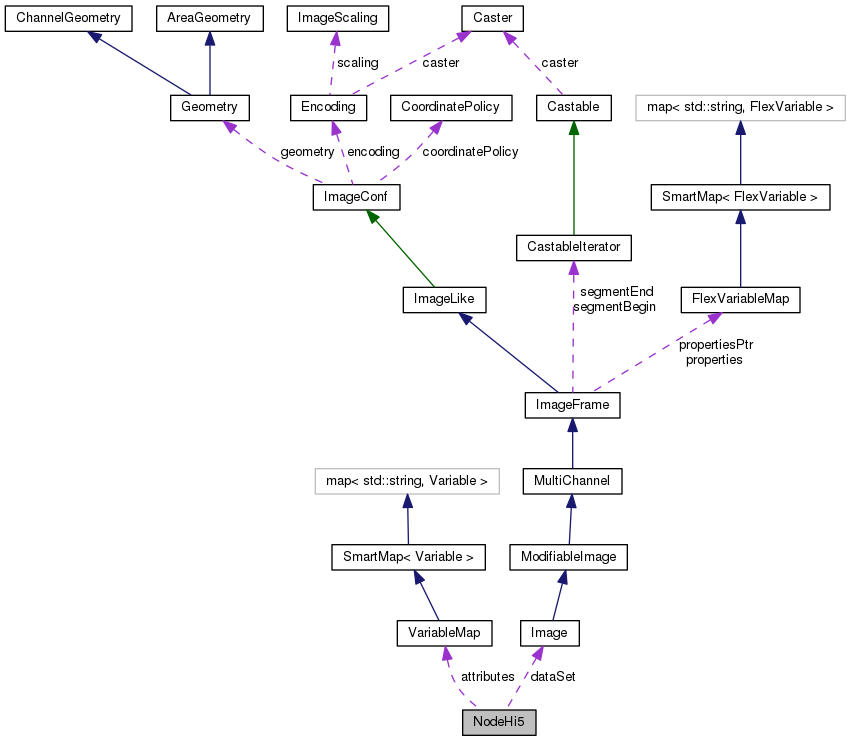 ChannelGeometry
AreaGeometry
ImageScaling
Caster
scaling
caster
caster
Geometry
Encoding
CoordinatePolicy
Castable
map< std::string, FlexVariable >
geometry
encoding
coordinatePolicy
ImageConf
SmartMap< FlexVariable >
CastableIterator
ImageLike
segmentEnd
segmentBegin
FlexVariableMap
propertiesPtr
properties
ImageFrame
map< std::string, Variable >
MultiChannel
SmartMap< Variable >
ModifiableImage
VariableMap
Image
attributes
dataSet
NodeHi5